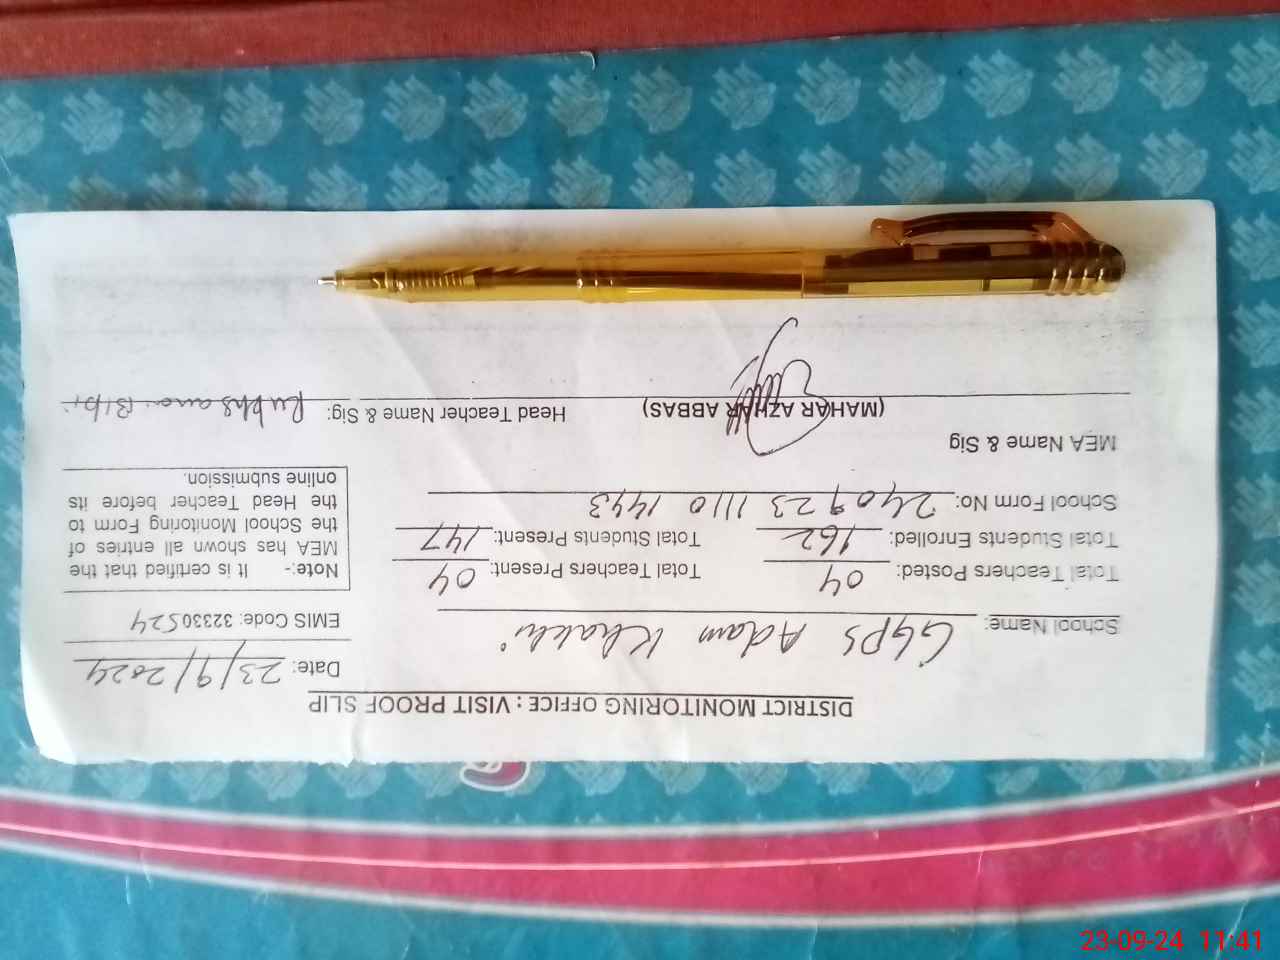 DISTRICT MONITORING OFFICE : VISIT PROOF SLIP
Date: 23/9/2024
School Name: GGPS Adam Khakhi
EMIS Code: 32330524
Total Teachers Posted: 04 Total Teachers Present: 04
Total Students Enrolled: 162 Total Students Present: 147
School Form No: 240923 1110 1443
Note:- It is certified that the
MEA has shown all entries of
the School Monitoring Form to
the Head Teacher before its
online submission.
MEA Name & Sig
(MAHAR AZHAR ABBAS)
Head Teacher Name & Sig: Rukhsana Bibi
23-09-24 11:41